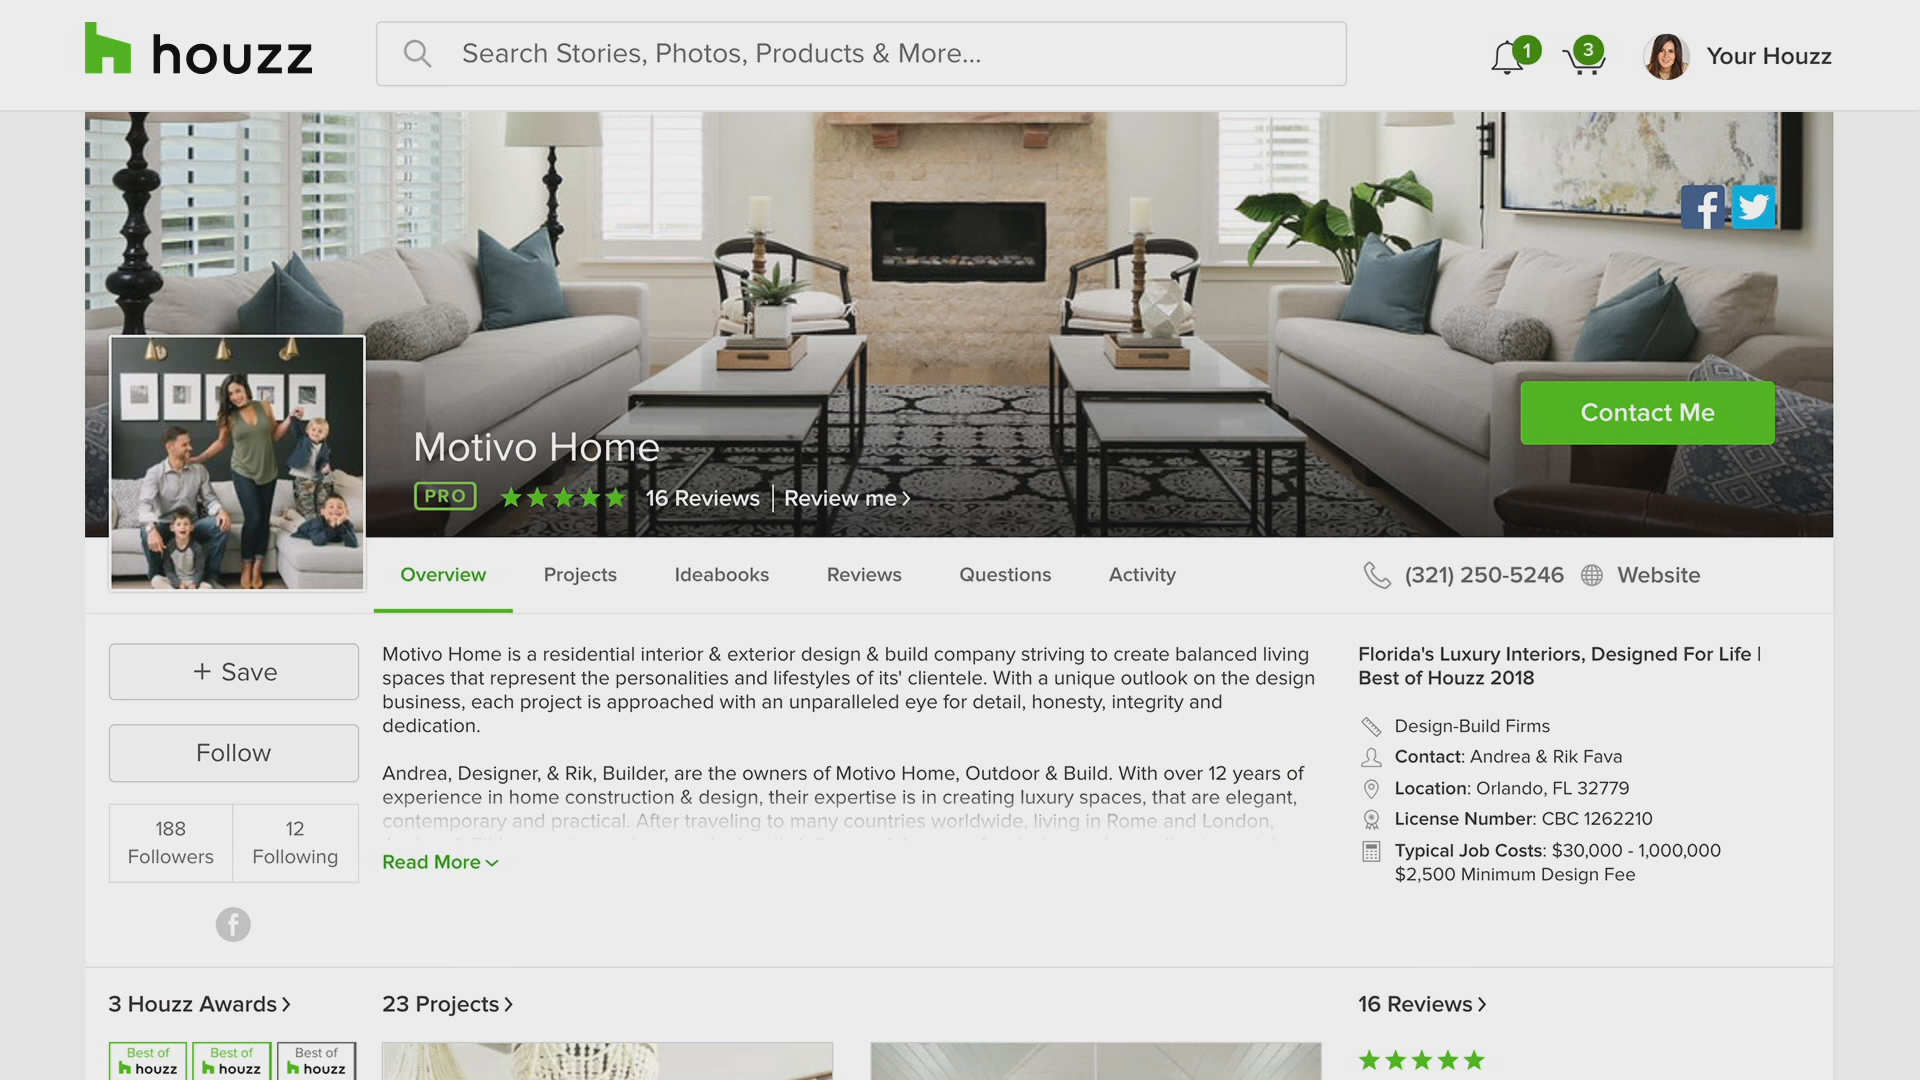 houzz
Search Stories, Photos, Products & More...
1
3
Your Houzz
Contact Me
Motivo Home
PRO
16 Reviews | Review me
Overview
Projects
Ideabooks
Reviews
Questions
Activity
(321) 250-5246
Website
+ Save
Follow
188
Followers
12
Following
Motivo Home is a residential interior & exterior design & build company striving to create balanced living
spaces that represent the personalities and lifestyles of its' clientele. With a unique outlook on the design
business, each project is approached with an unparalleled eye for detail, honesty, integrity and
dedication.
Andrea, Designer, & Rik, Builder, are the owners of Motivo Home, Outdoor & Build. With over 12 years of
experience in home construction & design, their expertise is in creating luxury spaces, that are elegant,
contemporary and practical. After traveling to many countries worldwide, living in Rome and London,
Read More
Florida's Luxury Interiors, Designed For Life |
Best of Houzz 2018
Design-Build Firms
Contact: Andrea & Rik Fava
Location: Orlando, FL 32779
License Number: CBC 1262210
Typical Job Costs: $30,000 - 1,000,000
$2,500 Minimum Design Fee
3 Houzz Awards
Best of
houzz
Best of
houzz
Best of
houzz
23 Projects
16 Reviews